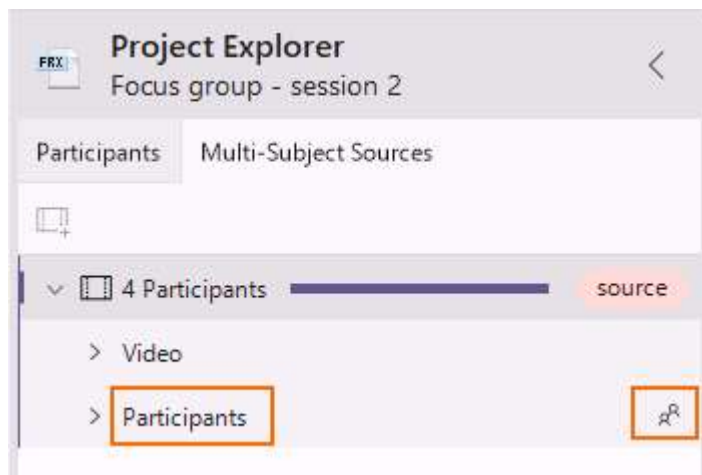 FRX
Project Explorer
Focus group - session 2
Participants Multi-Subject Sources
4 Participants source
Video
Participants